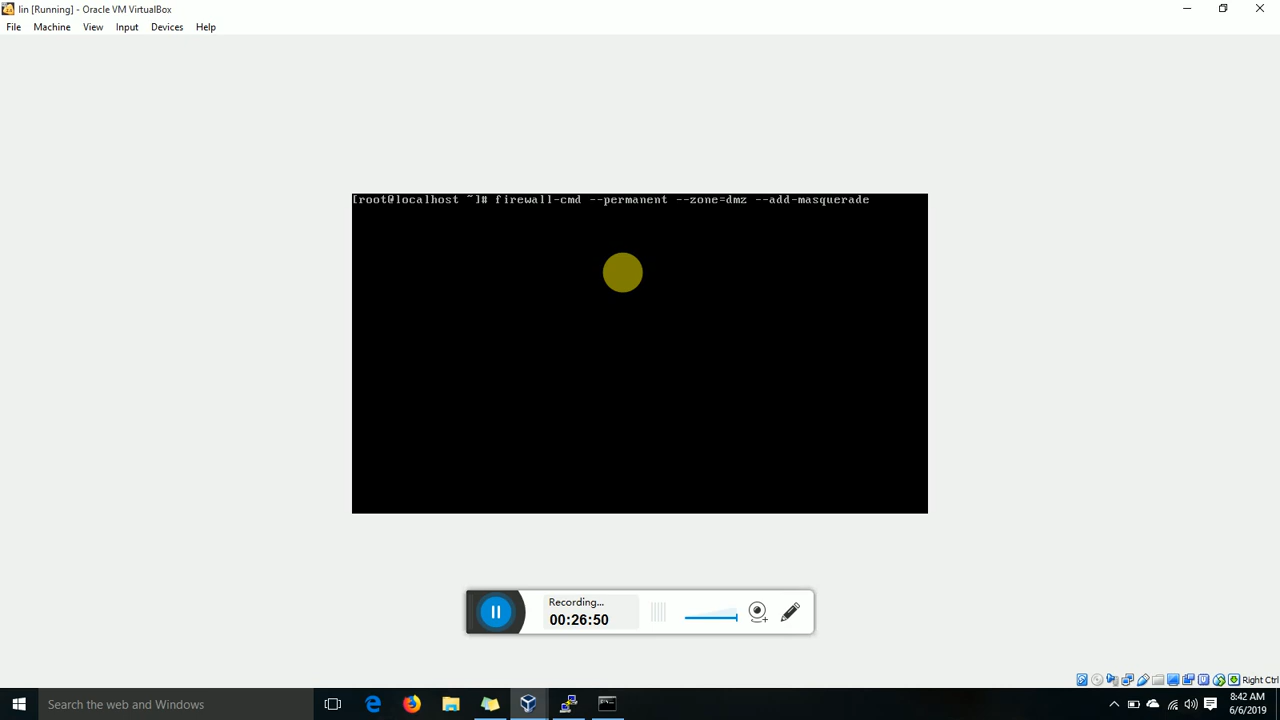 lin [Running] - Oracle VM VirtualBox
File Machine View Input Devices Help
[root@localhost ~]# firewall-cmd --permanent --zone=dmz --add-masquerade
Recording...
00:26:50
Right Ctrl
Search the web and Windows
8:42 AM
6/6/2019